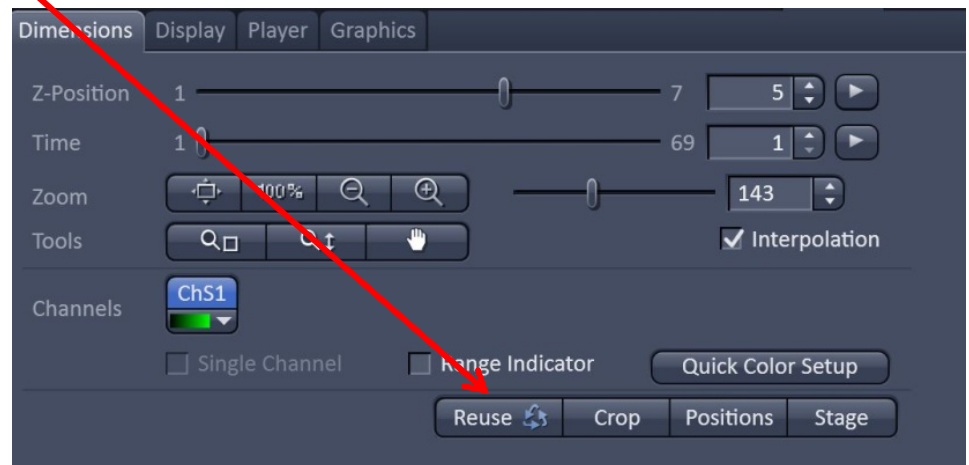 Dimensions Display Player Graphics
Z-Position 1 7 5
Time 1 69 1
Zoom 100% 143
Tools Interpolation
Channels ChS1
Single Channel Range Indicator Quick Color Setup
Reuse Crop Positions Stage